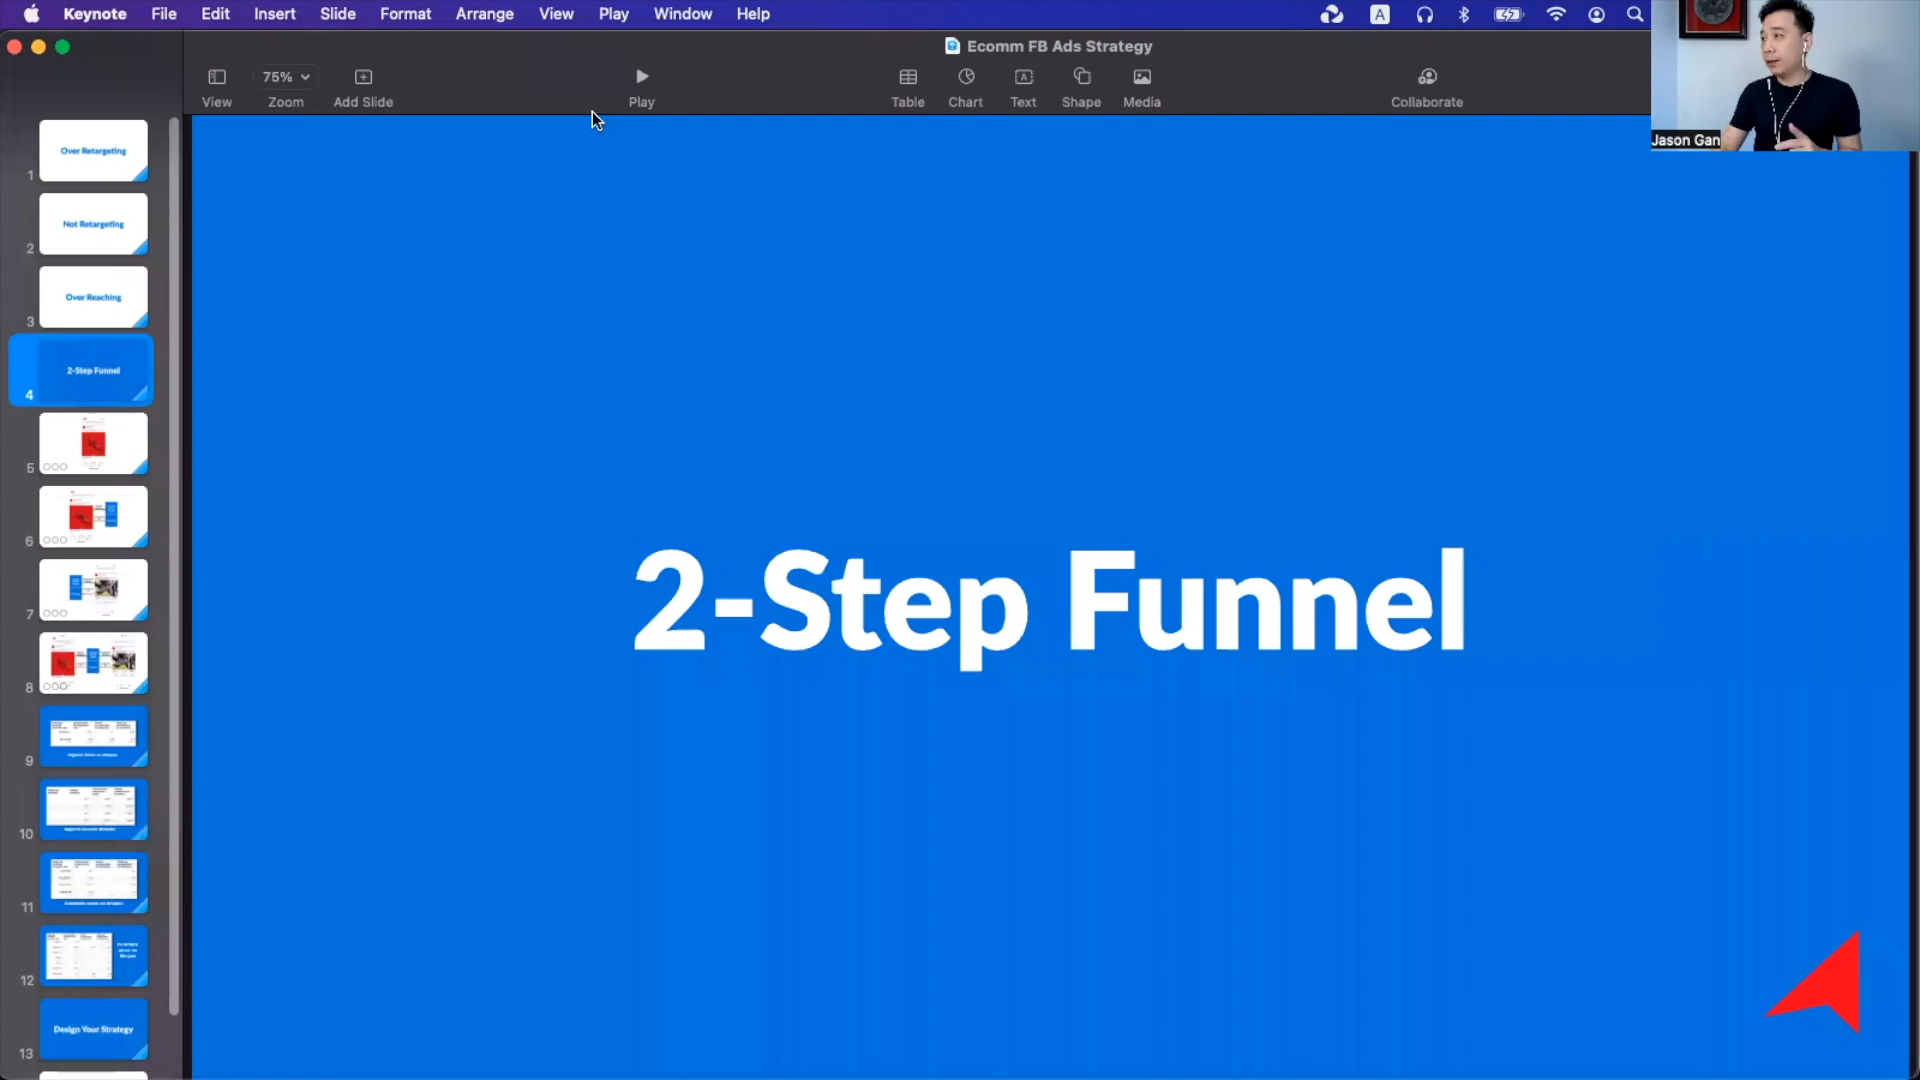 Keynote File Edit Insert Slide Format Arrange View Play Window Help
A
Ecomm FB Ads Strategy
75%
View Zoom Add Slide Play Table Chart Text Shape Media Collaborate
Jason Gan
Over Retargeting
1
Not Retargeting
2
Over Reaching
3
2-Step Funnel
4
5
6
7
8
9
10
11
12
Design Your Strategy
13
2-Step Funnel